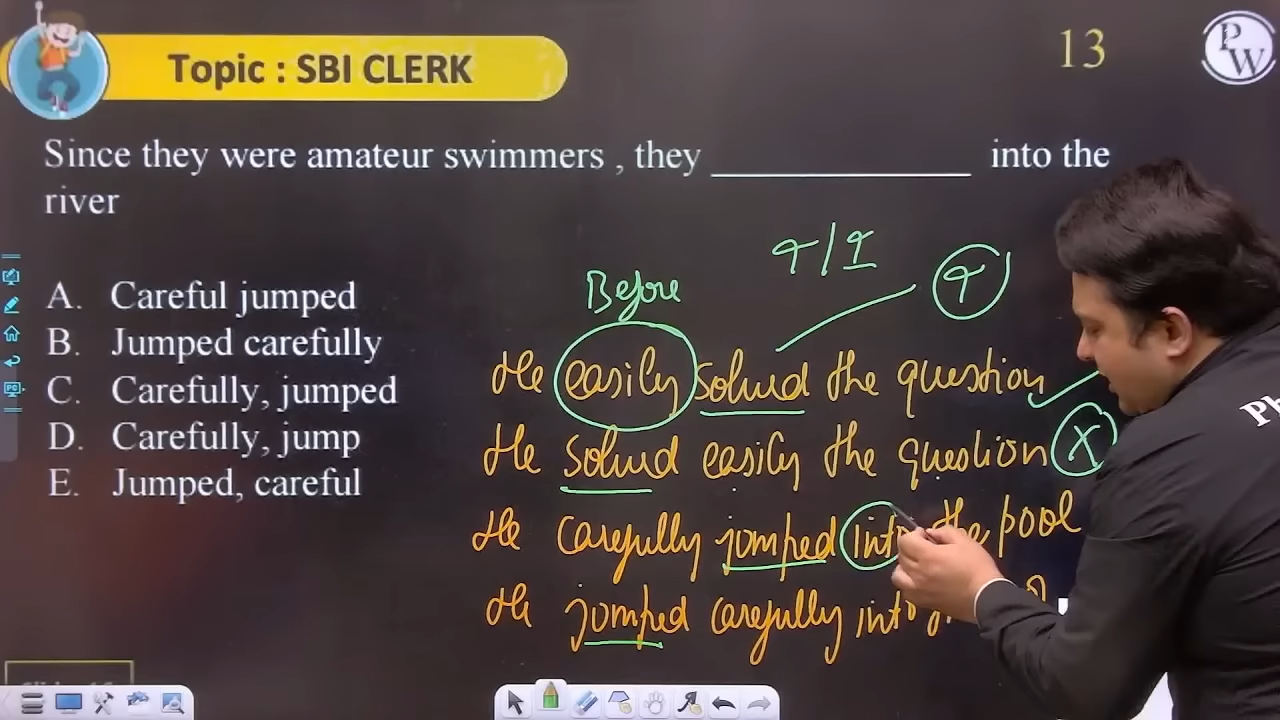 Topic : SBI CLERK
13
PW
Since they were amateur swimmers , they ____________ into the
river
A. Careful jumped
B. Jumped carefully
C. Carefully, jumped
D. Carefully, jump
E. Jumped, careful
T/I
Before
T
He easily solved the question
He solved easily the question X
He carefully jumped into the pool
He jumped carefully into
Ph